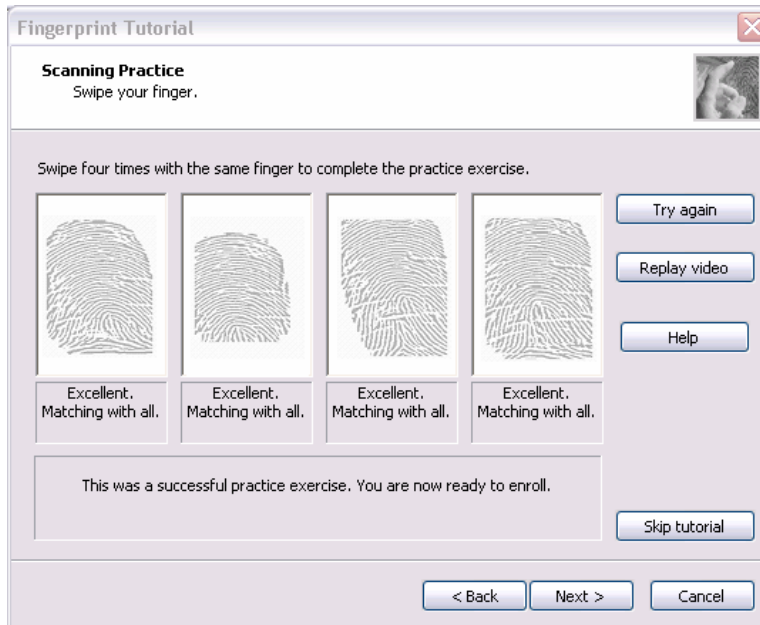 Fingerprint Tutorial
Scanning Practice
Swipe your finger.
Swipe four times with the same finger to complete the practice exercise.
Try again
Replay video
Help
Excellent.
Matching with all.
Excellent.
Matching with all.
Excellent.
Matching with all.
Excellent.
Matching with all.
This was a successful practice exercise. You are now ready to enroll.
Skip tutorial
< Back
Next >
Cancel